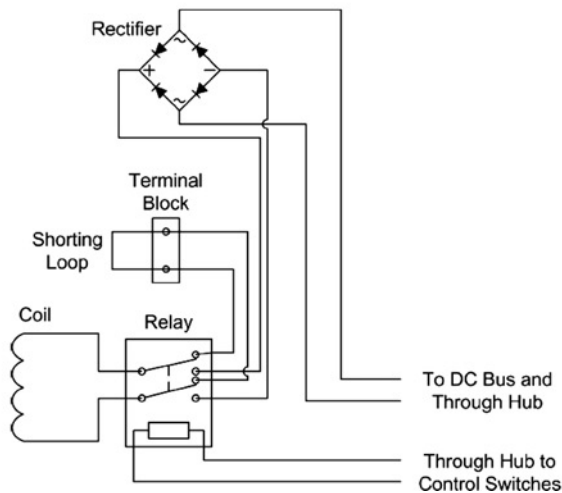 Rectifier
~
+
−
~
Terminal
Block
Shorting
Loop
Coil
Relay
To DC Bus and
Through Hub
Through Hub to
Control Switches